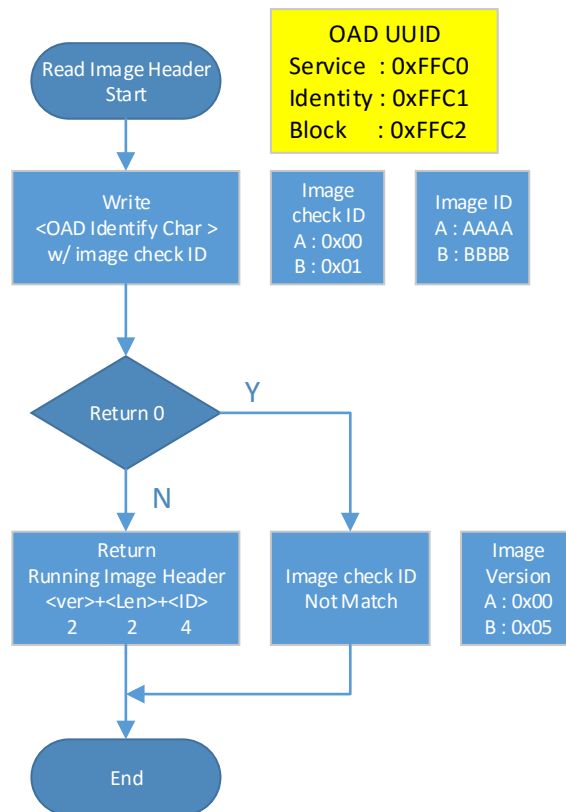 Read Image Header
Start
OAD UUID
Service : 0xFFC0
Identity : 0xFFC1
Block : 0xFFC2
Write
<OAD Identify Char >
w/ image check ID
Image
check ID
A : 0x00
B : 0x01
Image ID
A : AAAA
B : BBBB
Return 0
Y
N
Return
Running Image Header
<ver>+<Len>+<ID>
2 2 4
Image check ID
Not Match
Image
Version
A : 0x00
B : 0x05
End